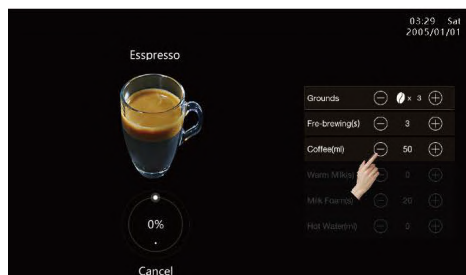 03:29 Sat
2005/01/01
Esspresso
Grounds × 3
Fre-brewing(s) 3
Coffee(ml) 50
Warm Milk(s) 0
Milk Foam(s) 20
Hot Water(ml) 0
0%
Cancel